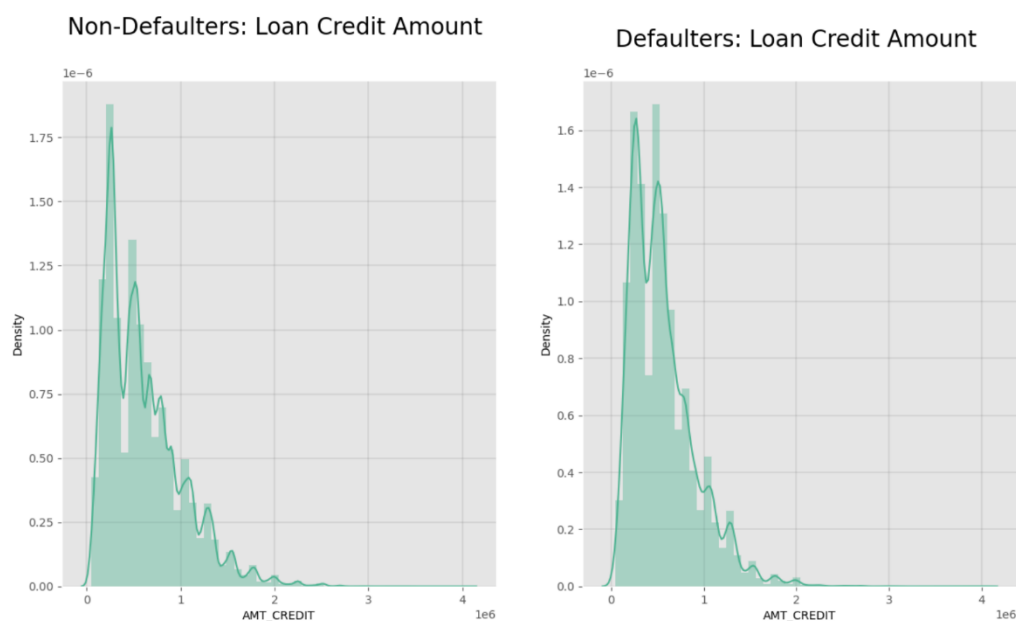 Non-Defaulters: Loan Credit Amount
1e−6
1.75
1.50
1.25
1.00
0.75
0.50
0.25
0.00
Density
0
1
2
3
4
1e6
AMT_CREDIT
Defaulters: Loan Credit Amount
1e−6
1.6
1.4
1.2
1.0
0.8
0.6
0.4
0.2
0.0
Density
0
1
2
3
4
1e6
AMT_CREDIT